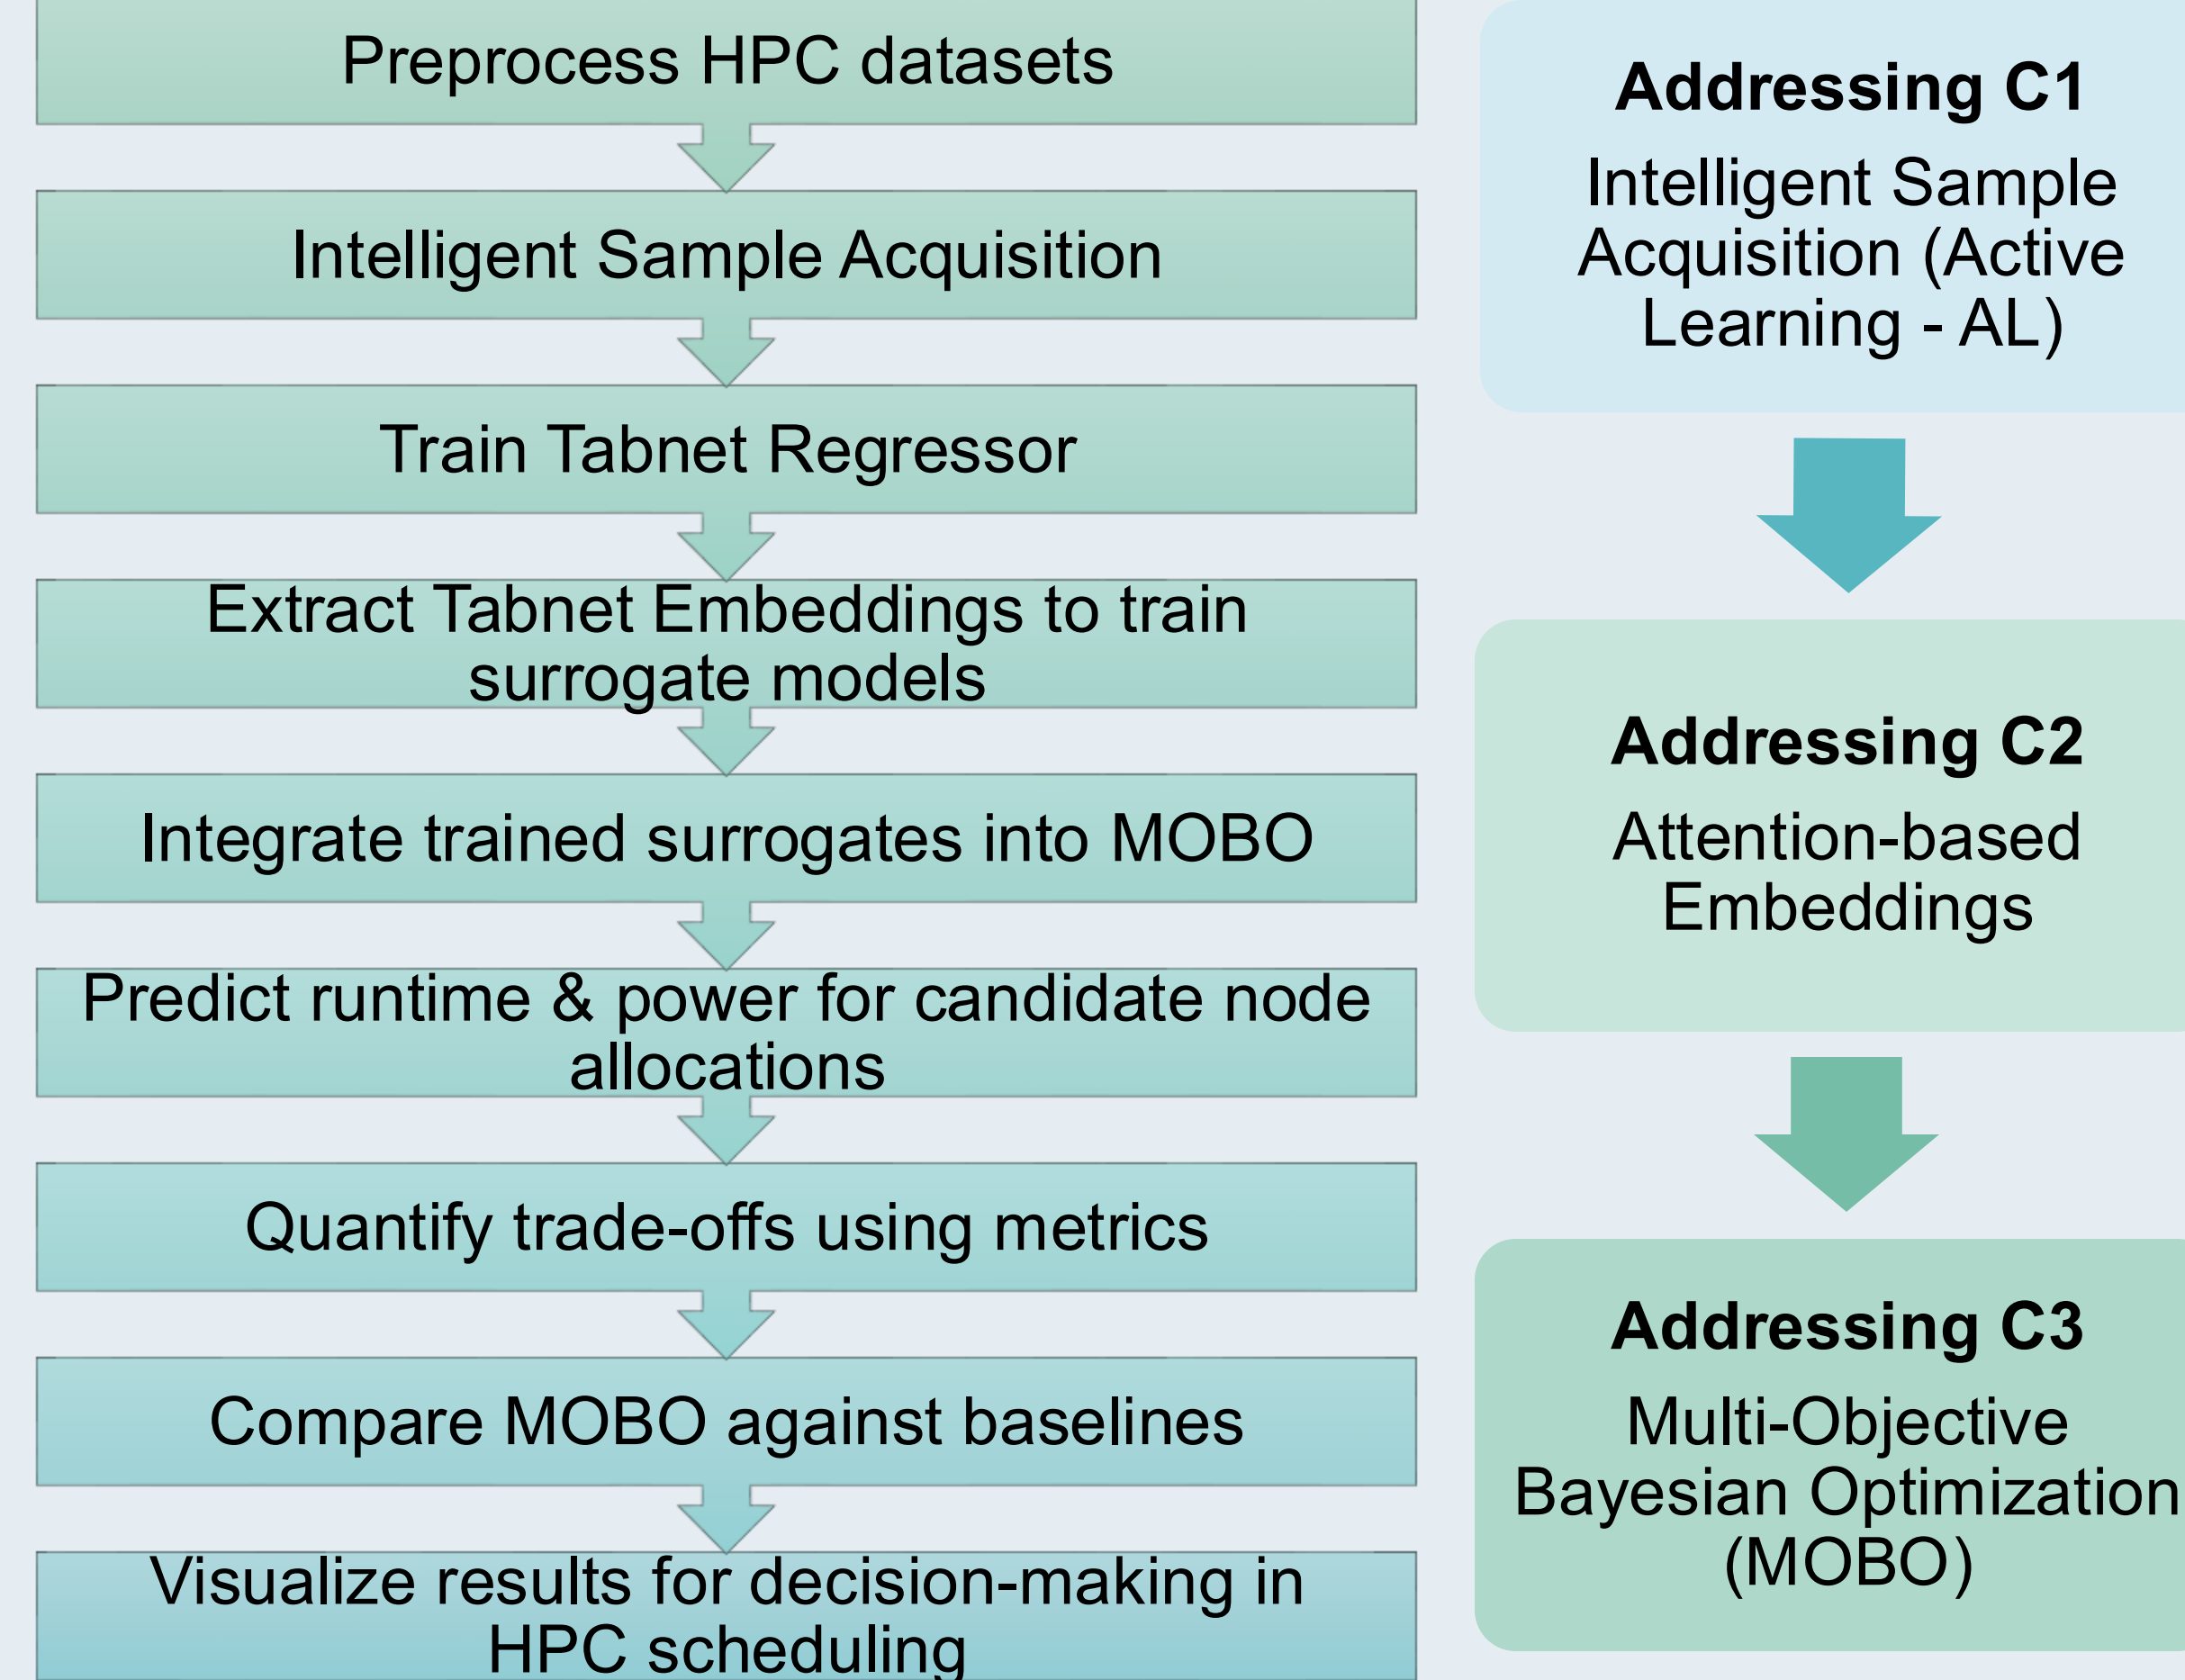 Preprocess HPC datasets
Intelligent Sample Acquisition
Train Tabnet Regressor
Extract Tabnet Embeddings to train
surrogate models
Integrate trained surrogates into MOBO
Predict runtime & power for candidate node
allocations
Quantify trade-offs using metrics
Compare MOBO against baselines
Visualize results for decision-making in
HPC scheduling
Addressing C1
Intelligent Sample
Acquisition (Active
Learning - AL)
Addressing C2
Attention-based
Embeddings
Addressing C3
Multi-Objective
Bayesian Optimization
(MOBO)